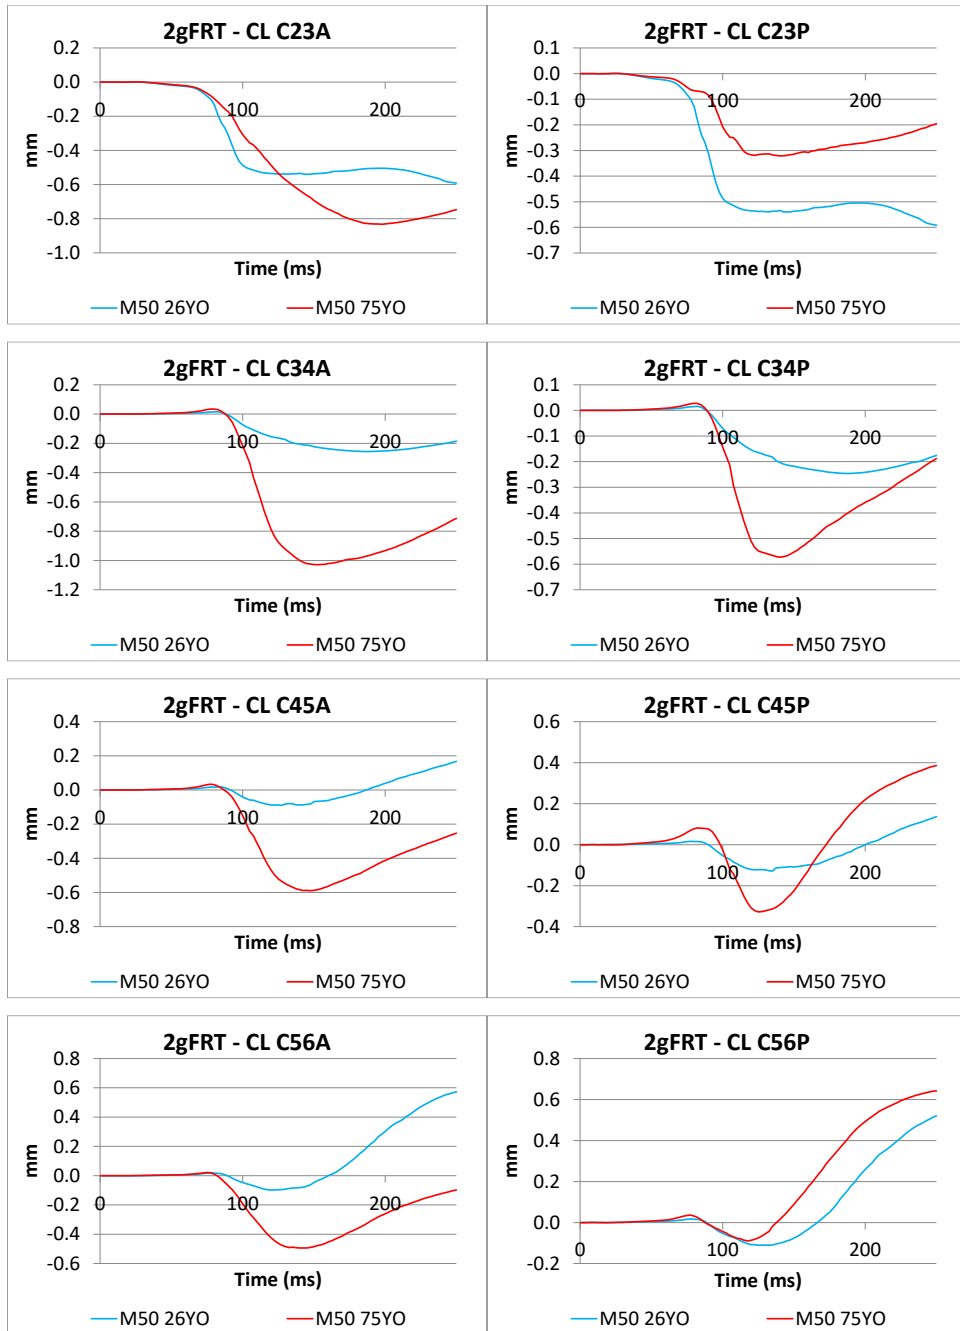 2gFRT - CL C23A
0.2
0.0
-0.2
-0.4
-0.6
-0.8
-1.0
0
100
200
mm
Time (ms)
M50 26YO
M50 75YO
2gFRT - CL C23P
0.1
0.0
-0.1
-0.2
-0.3
-0.4
-0.5
-0.6
-0.7
0
100
200
mm
Time (ms)
M50 26YO
M50 75YO
2gFRT - CL C34A
0.2
0.0
-0.2
-0.4
-0.6
-0.8
-1.0
-1.2
0
100
200
mm
Time (ms)
M50 26YO
M50 75YO
2gFRT - CL C34P
0.1
0.0
-0.1
-0.2
-0.3
-0.4
-0.5
-0.6
-0.7
0
100
200
mm
Time (ms)
M50 26YO
M50 75YO
2gFRT - CL C45A
0.4
0.2
0.0
-0.2
-0.4
-0.6
-0.8
0
100
200
mm
Time (ms)
M50 26YO
M50 75YO
2gFRT - CL C45P
0.6
0.4
0.2
0.0
-0.2
-0.4
0
100
200
mm
Time (ms)
M50 26YO
M50 75YO
2gFRT - CL C56A
0.8
0.6
0.4
0.2
0.0
-0.2
-0.4
-0.6
0
100
200
mm
Time (ms)
M50 26YO
M50 75YO
2gFRT - CL C56P
0.8
0.6
0.4
0.2
0.0
-0.2
0
100
200
mm
Time (ms)
M50 26YO
M50 75YO